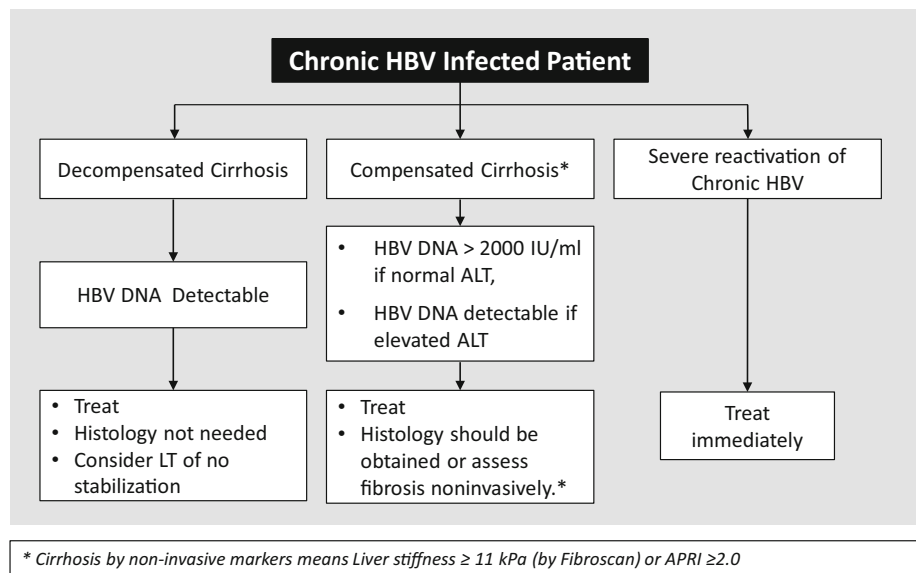 Chronic HBV Infected Patient
Decompensated Cirrhosis
HBV DNA Detectable
• Treat
• Histology not needed
• Consider LT of no
stabilization
Compensated Cirrhosis*
• HBV DNA > 2000 IU/ml
if normal ALT,
• HBV DNA detectable if
elevated ALT
• Treat
• Histology should be
obtained or assess
fibrosis noninvasively.*
Severe reactivation of
Chronic HBV
Treat
immediately
* Cirrhosis by non-invasive markers means Liver stiffness ≥ 11 kPa (by Fibroscan) or APRI ≥2.0